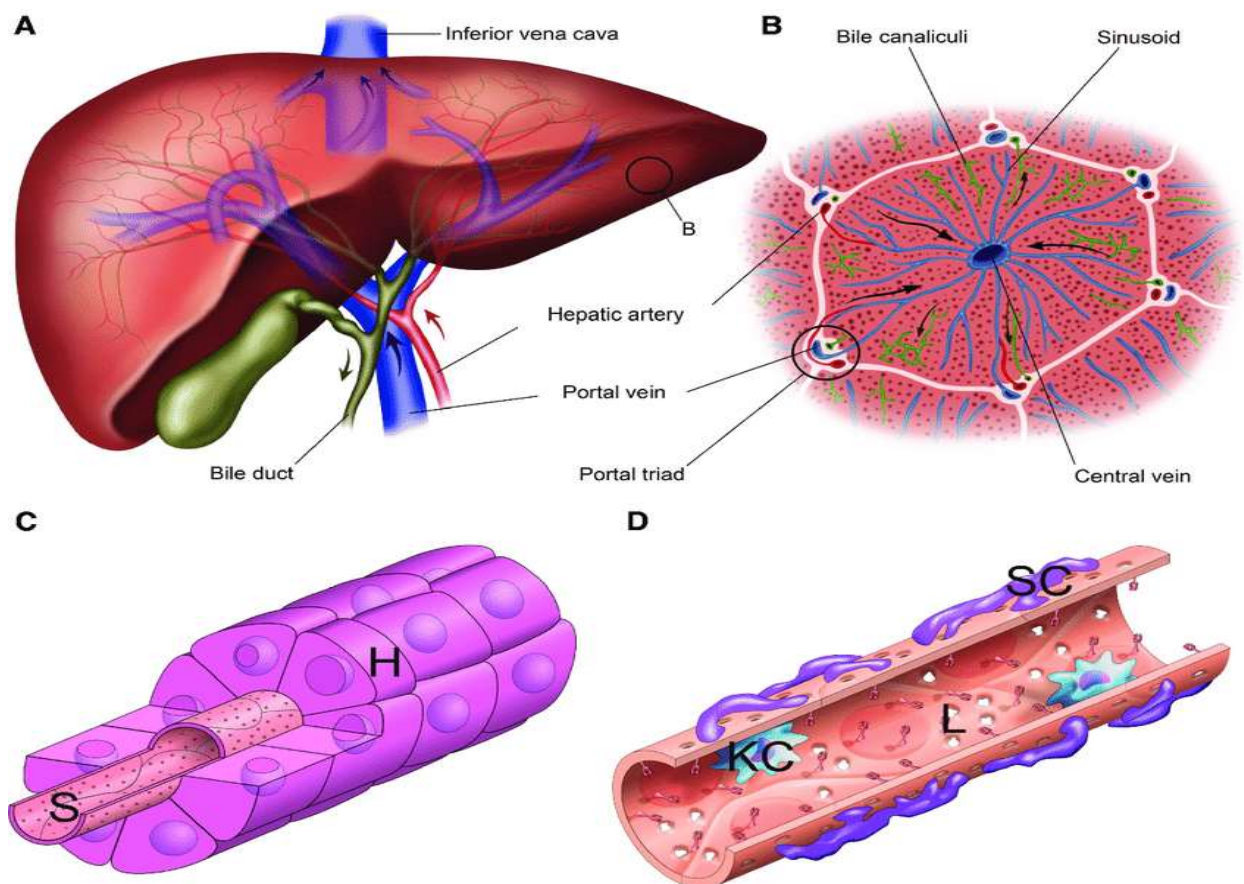 A
Inferior vena cava
B
Bile canaliculi
Sinusoid
B
Hepatic artery
Portal vein
Bile duct
Portal triad
Central vein
C
D
SC
H
L
KC
S